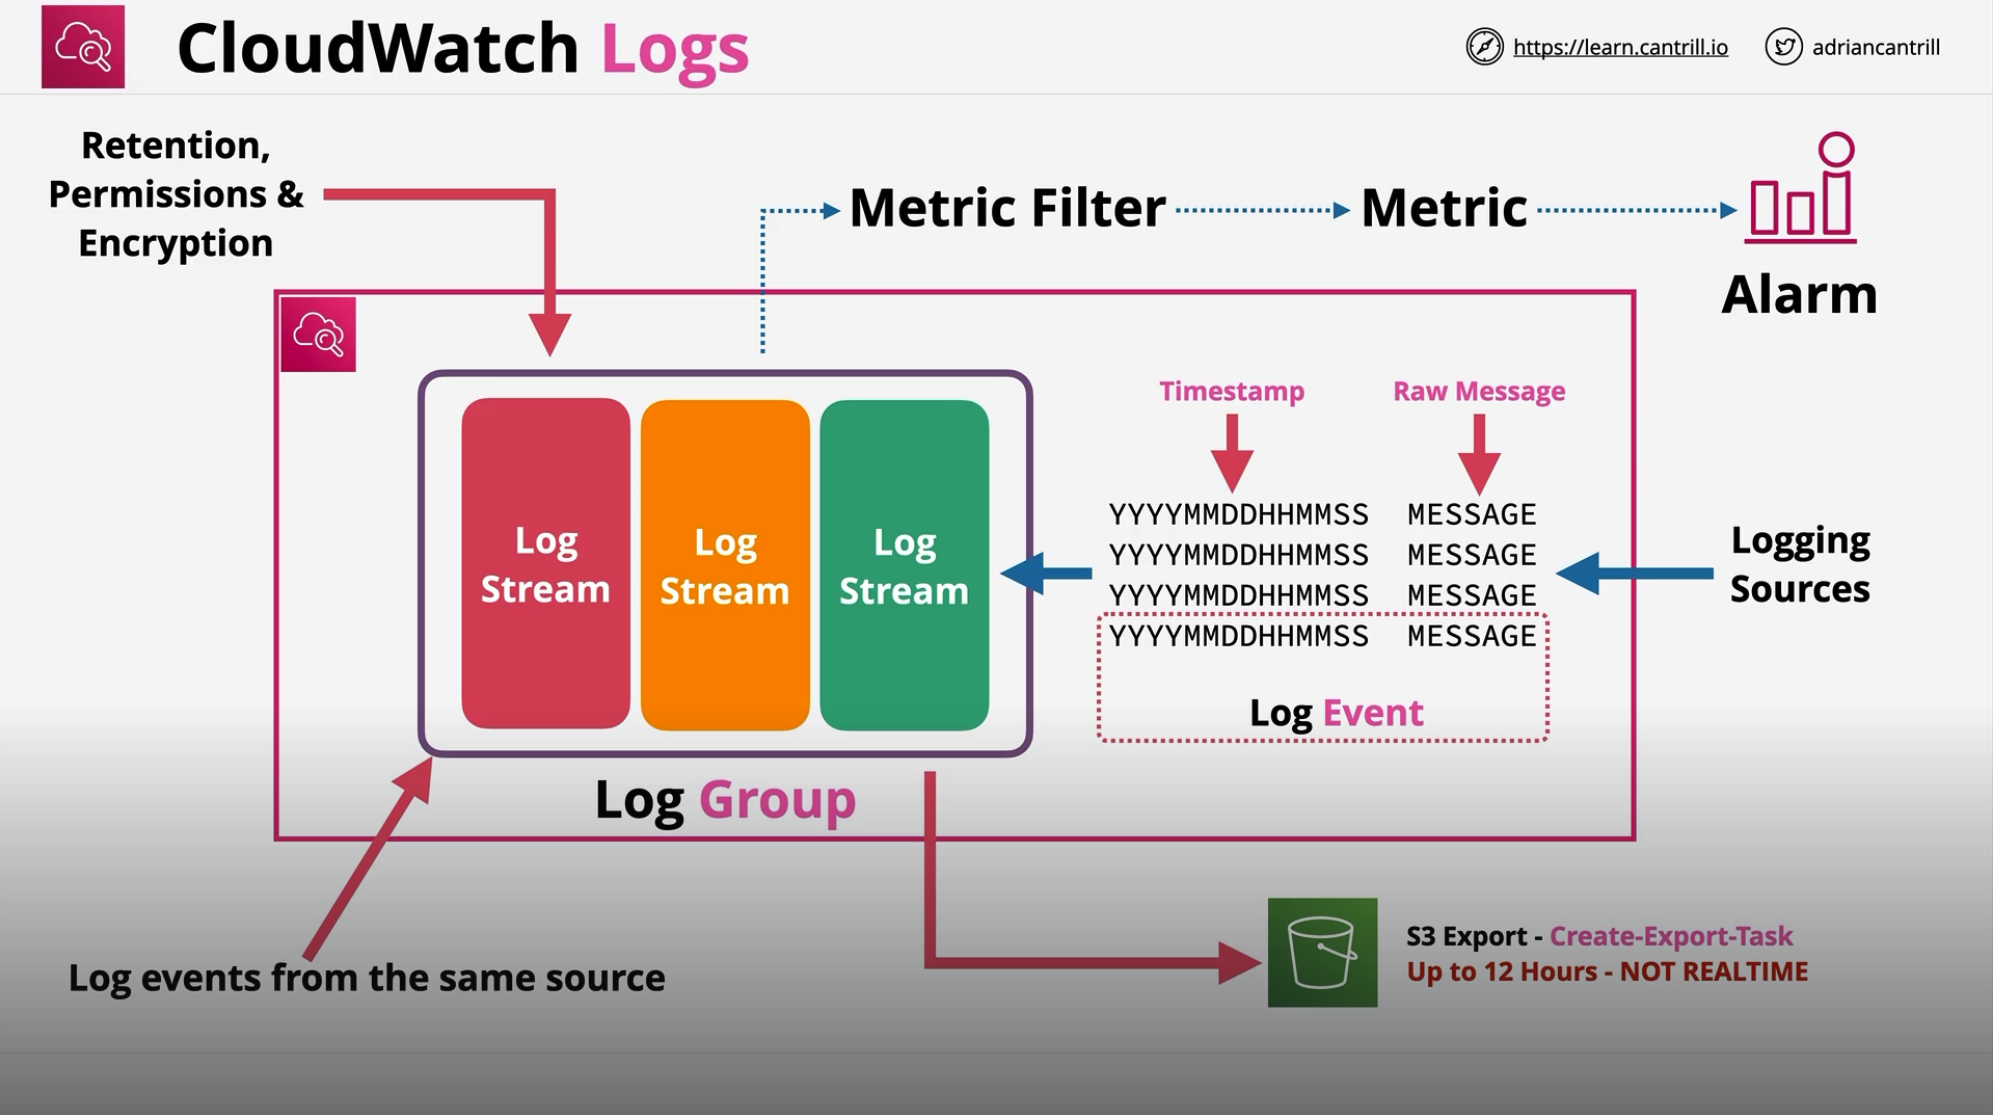 CloudWatch Logs
https://learn.cantrill.io
adriancantrill
Retention,
Permissions &
Encryption
Metric Filter
Metric
Alarm
Timestamp
Raw Message
YYYYMMDDHHMMSS MESSAGE
YYYYMMDDHHMMSS MESSAGE
YYYYMMDDHHMMSS MESSAGE
YYYYMMDDHHMMSS MESSAGE
Log Event
Logging
Sources
Log
Stream
Log
Stream
Log
Stream
Log Group
Log events from the same source
S3 Export - Create-Export-Task
Up to 12 Hours - NOT REALTIME